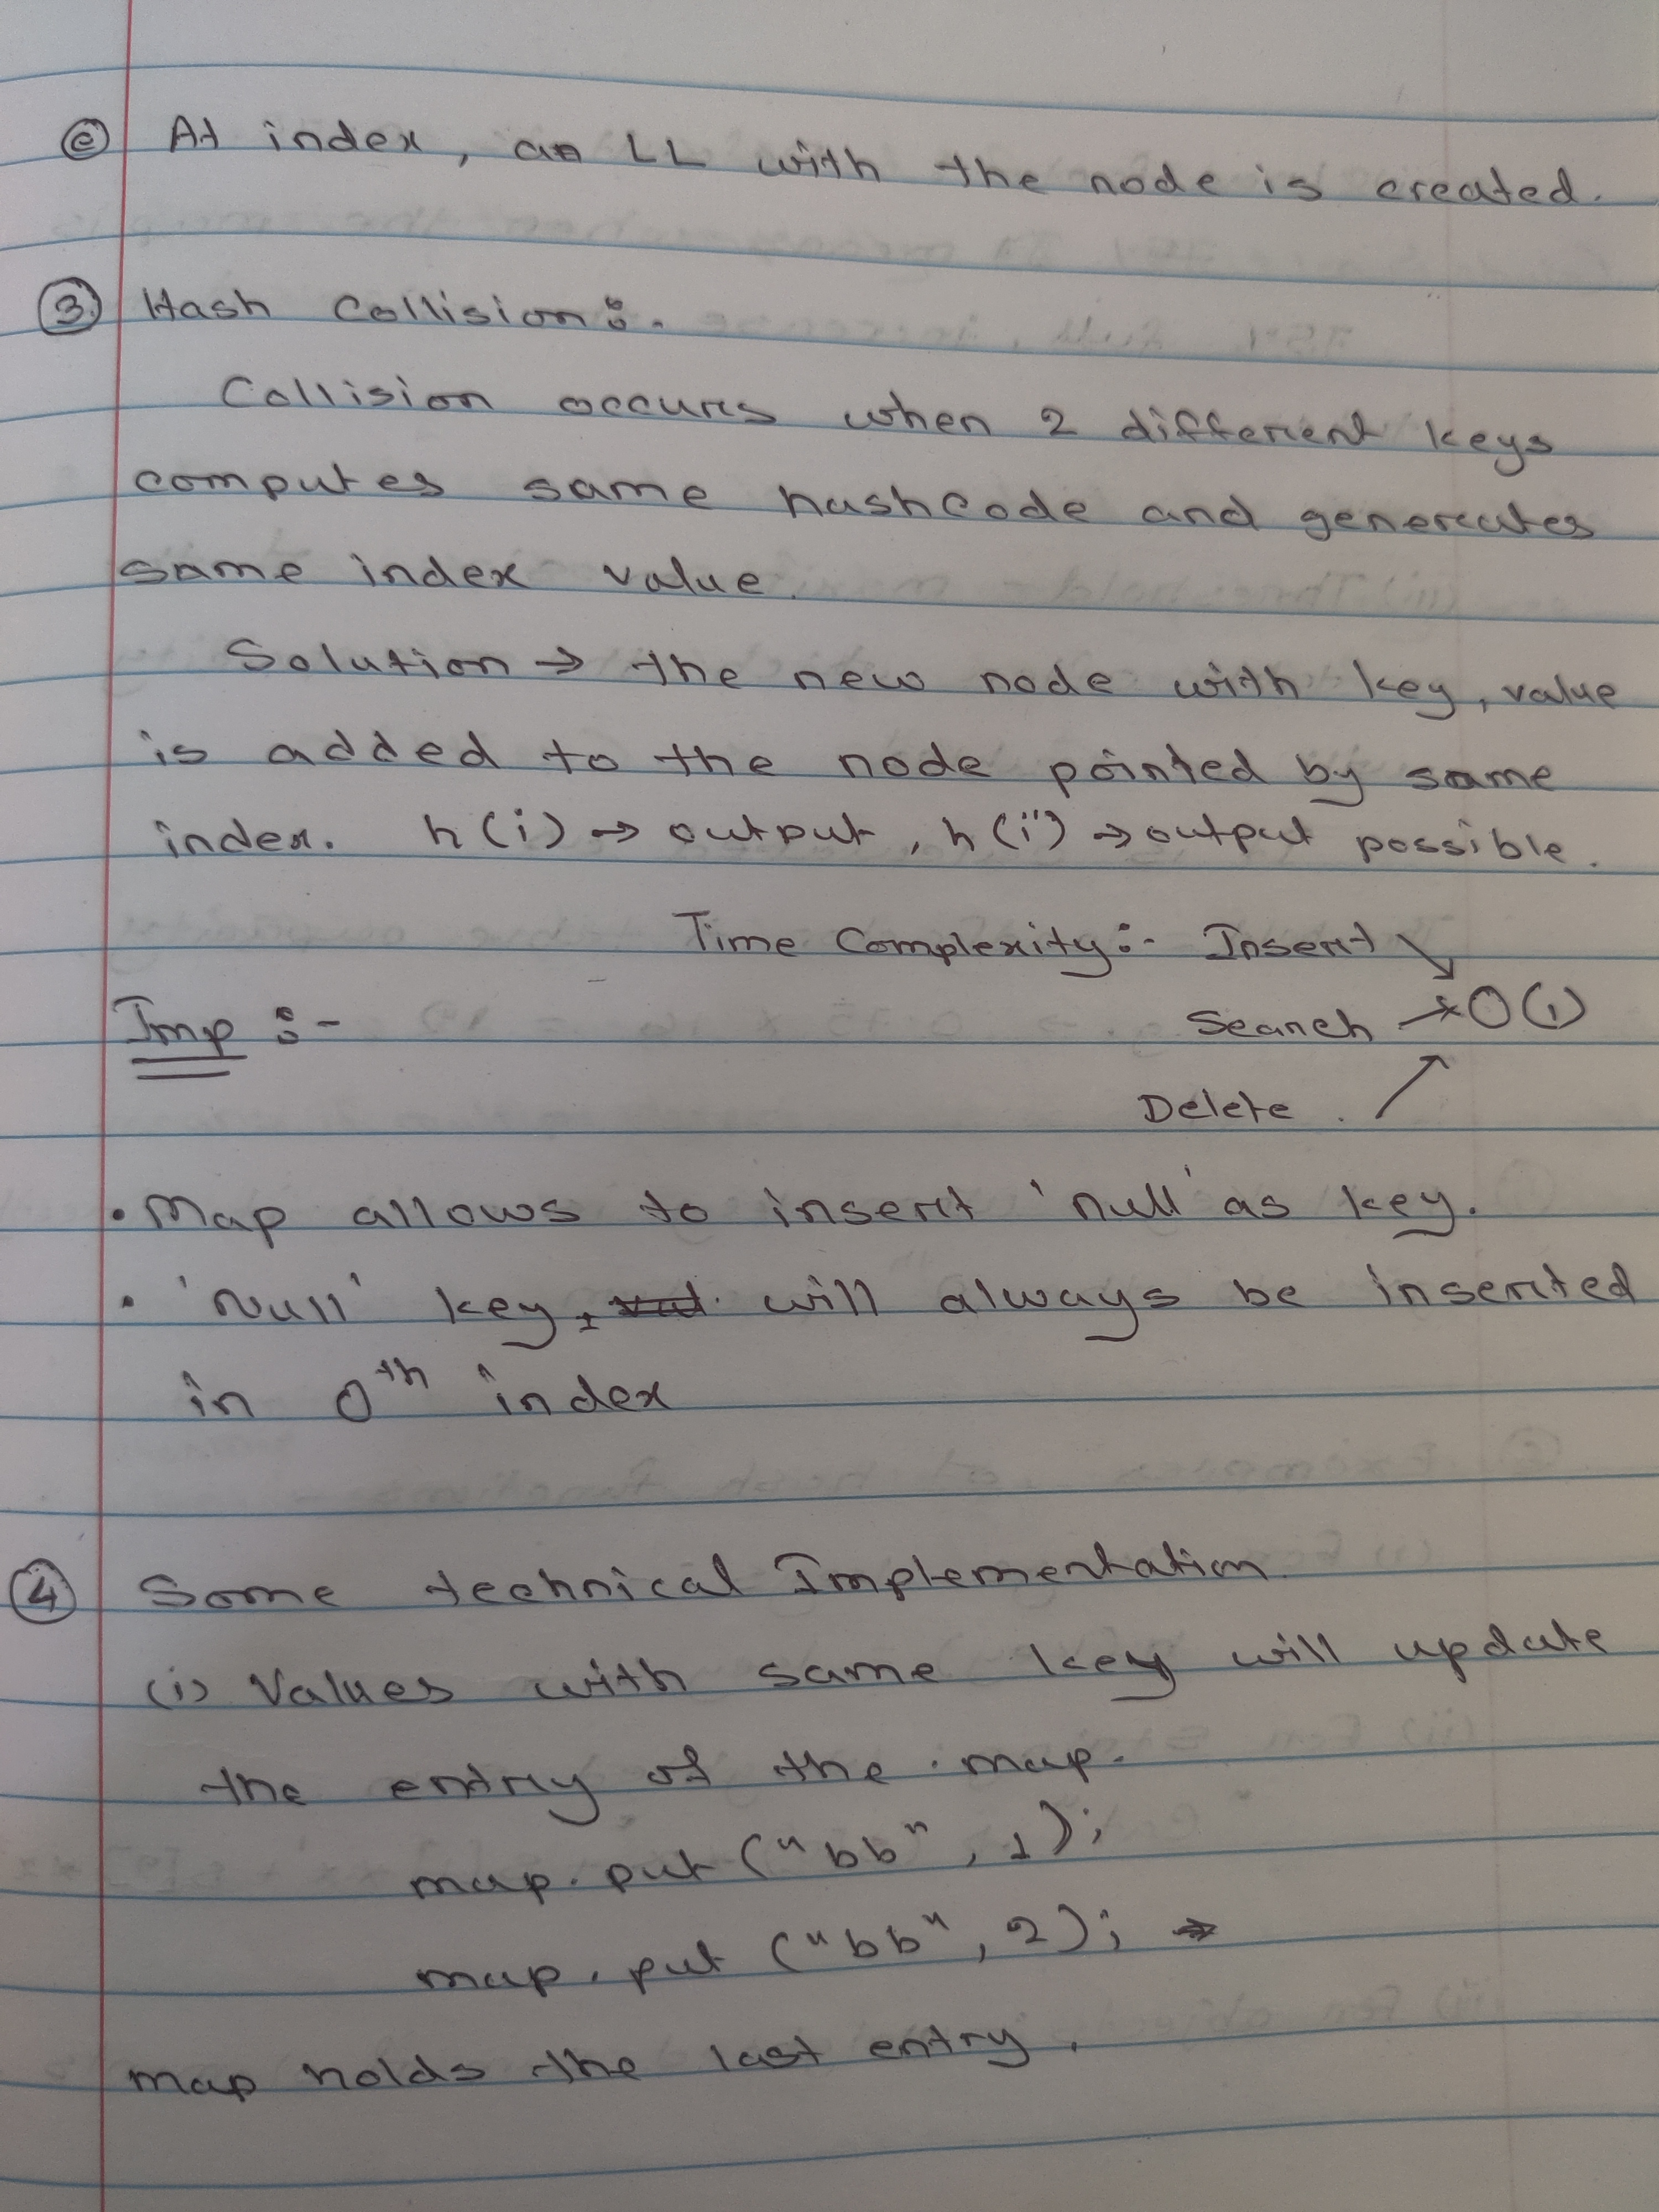 ⓔ At index, an LL with the node is created.
③ Hash Collision:-
Collision occurs when 2 different keys
computes same hashCode and generates
same index value.
Solution → the new node with key, value
is added to the node pointed by same
index. h(i) → output, h(i'') → output possible.
Time Complexity:- Insert ↘
Imp :-
Search → O(1)
Delete. ↗
• Map allows to insert 'null' as key.
• 'Null' key, will always be inserted
in 0th index
④ Some technical Implementation
(i) Values with same key will update
the entry of the map.
map.put("bb", 1);
map.put("bb", 2); →
map holds the last entry.